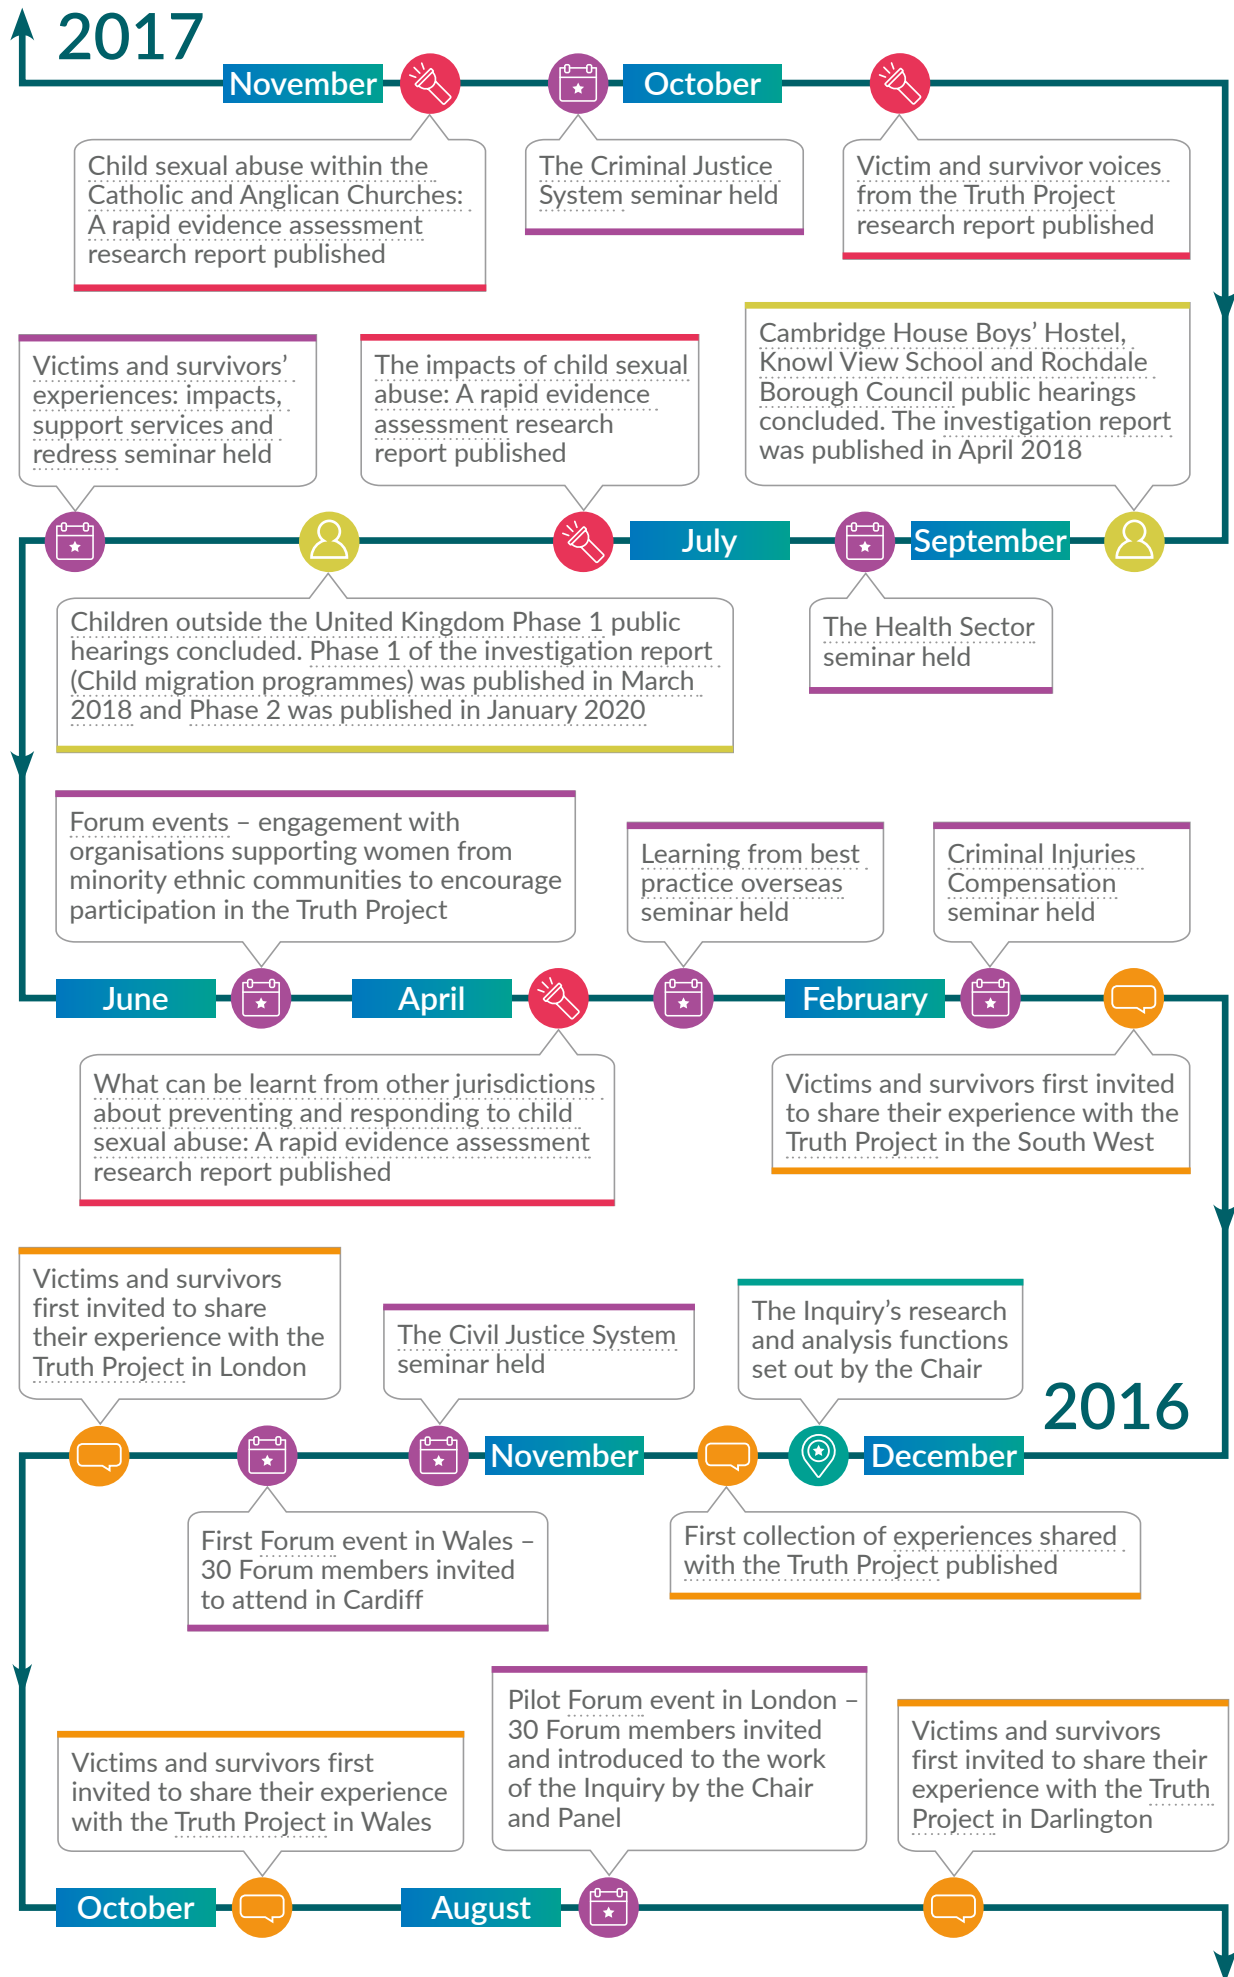 2017
November
October
Child sexual abuse within the
Catholic and Anglican Churches:
A rapid evidence assessment
research report published
The Criminal Justice
System seminar held
Victim and survivor voices
from the Truth Project
research report published
Victims and survivors’
experiences: impacts,
support services and
redress seminar held
The impacts of child sexual
abuse: A rapid evidence
assessment research
report published
Cambridge House Boys’ Hostel,
Knowl View School and Rochdale
Borough Council public hearings
concluded. The investigation report
was published in April 2018
July
September
Children outside the United Kingdom Phase 1 public
hearings concluded. Phase 1 of the investigation report
(Child migration programmes) was published in March
2018 and Phase 2 was published in January 2020
The Health Sector
seminar held
Forum events – engagement with
organisations supporting women from
minority ethnic communities to encourage
participation in the Truth Project
Learning from best
practice overseas
seminar held
Criminal Injuries
Compensation
seminar held
June
April
February
What can be learnt from other jurisdictions
about preventing and responding to child
sexual abuse: A rapid evidence assessment
research report published
Victims and survivors first invited
to share their experience with the
Truth Project in the South West
Victims and survivors
first invited to share
their experience with the
Truth Project in London
The Civil Justice System
seminar held
The Inquiry’s research
and analysis functions
set out by the Chair
2016
November
December
First Forum event in Wales –
30 Forum members invited
to attend in Cardiff
First collection of experiences shared
with the Truth Project published
Victims and survivors first
invited to share their experience
with the Truth Project in Wales
Pilot Forum event in London –
30 Forum members invited
and introduced to the work
of the Inquiry by the Chair
and Panel
Victims and survivors
first invited to share their
experience with the Truth
Project in Darlington
October
August